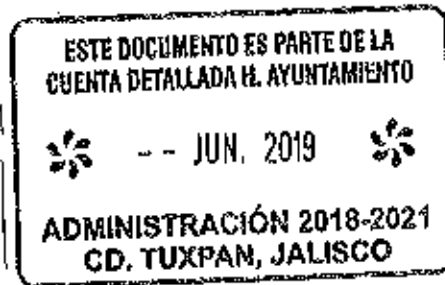 ESTE DOCUMENTO ES PARTE DE LA
CUENTA DETALLADA H. AYUNTAMIENTO
-- JUN. 2019
ADMINISTRACIÓN 2018-2021
CD. TUXPAN, JALISCO